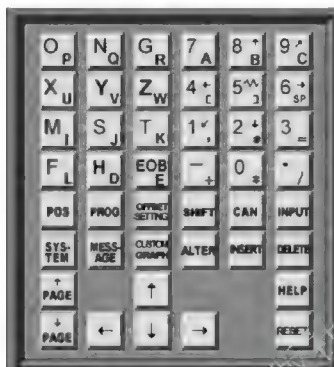 O P N Q G R 7 A 8 ↑ B 9 ↗ C
X U Y V Z W 4 ← [ 5 ] 6 → SP
M I S J T K 1 ↙ , 2 ↓ # 3 =
F L H D EOB E - + 0 * . /
POS PROG OFFSET SETTING SHIFT CAN INPUT
SYS-TEM MESS-AGE CUSTOM GRAPH ALTER INSERT DELETE
↑ PAGE ↑ HELP
↓ PAGE ← ↓ → RESET